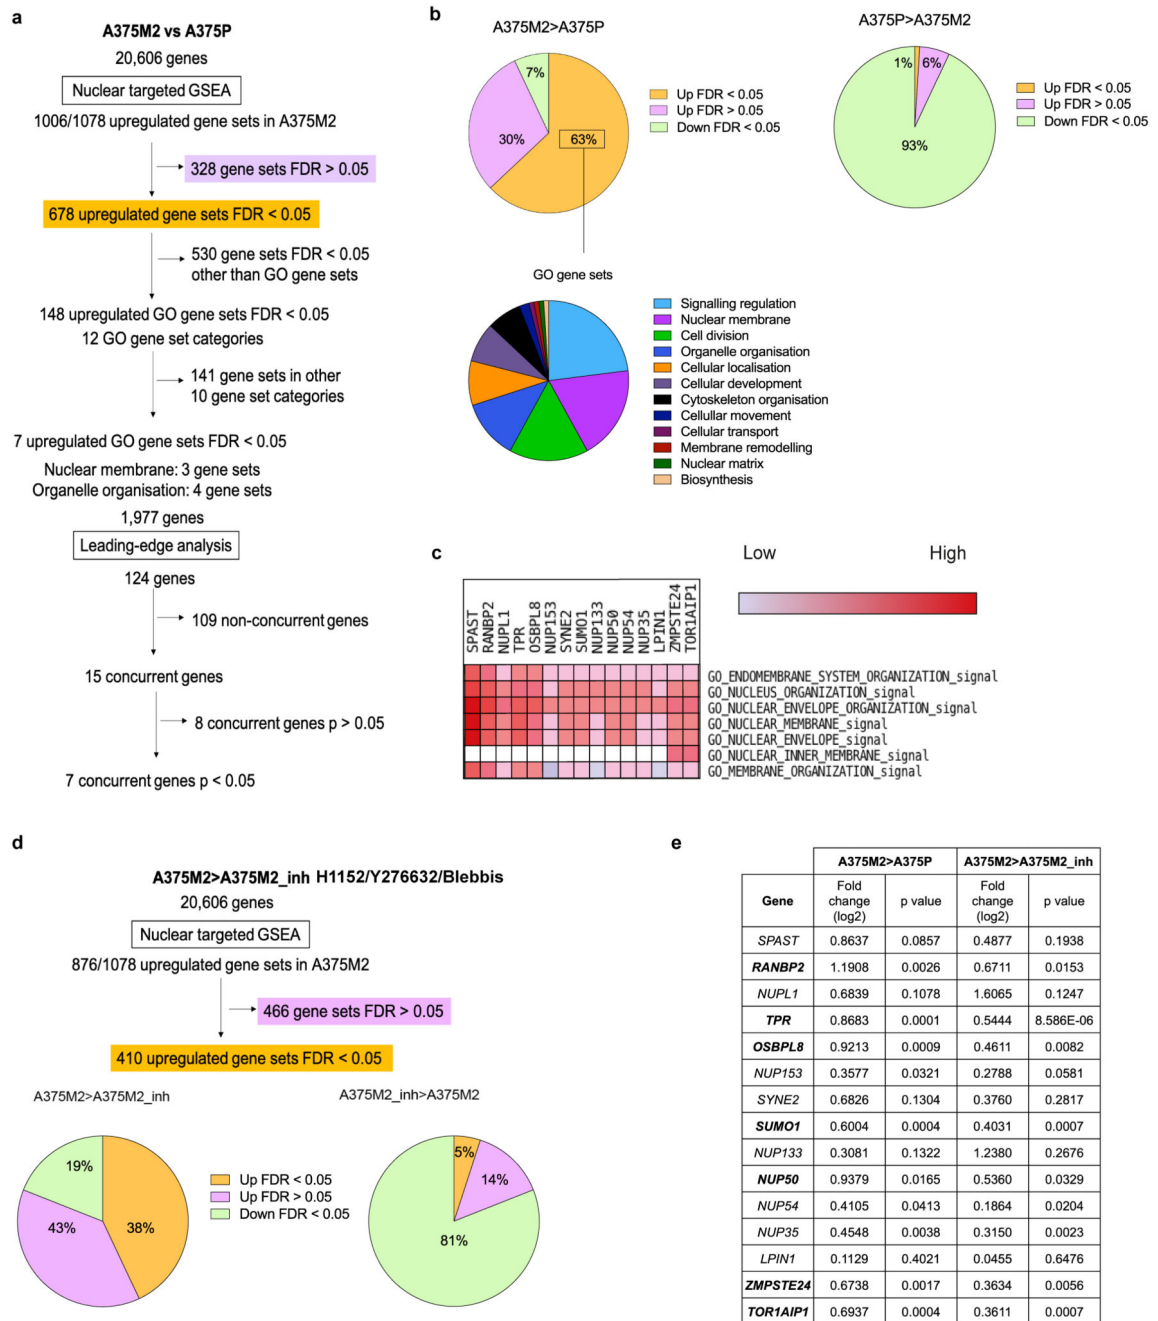 a
A375M2 vs A375P
20,606 genes
Nuclear targeted GSEA
1006/1078 upregulated gene sets in A375M2
328 gene sets FDR > 0.05
678 upregulated gene sets FDR < 0.05
530 gene sets FDR < 0.05
other than GO gene sets
148 upregulated GO gene sets FDR < 0.05
12 GO gene set categories
141 gene sets in other
10 gene set categories
7 upregulated GO gene sets FDR < 0.05
Nuclear membrane: 3 gene sets
Organelle organisation: 4 gene sets
1,977 genes
Leading-edge analysis
124 genes
109 non-concurrent genes
15 concurrent genes
8 concurrent genes p > 0.05
7 concurrent genes p < 0.05
b
A375M2>A375P
7%
30%
63%
Up FDR < 0.05
Up FDR > 0.05
Down FDR < 0.05
A375P>A375M2
1%
6%
93%
Up FDR < 0.05
Up FDR > 0.05
Down FDR < 0.05
GO gene sets
Signalling regulation
Nuclear membrane
Cell division
Organelle organisation
Cellular localisation
Cellular development
Cytoskeleton organisation
Cellullar movement
Cellular transport
Membrane remodelling
Nuclear matrix
Biosynthesis
c
Low High
SPAST
RANBP2
NUPL1
TPR
OSBPL8
NUP153
SYNE2
SUMO1
NUP133
NUP50
NUP54
NUP35
LPIN1
ZMPSTE24
TOR1AIP1
GO_ENDOMEMBRANE_SYSTEM_ORGANIZATION_signal
GO_NUCLEUS_ORGANIZATION_signal
GO_NUCLEAR_ENVELOPE_ORGANIZATION_signal
GO_NUCLEAR_MEMBRANE_signal
GO_NUCLEAR_ENVELOPE_signal
GO_NUCLEAR_INNER_MEMBRANE_signal
GO_MEMBRANE_ORGANIZATION_signal
d
A375M2>A375M2_inh H1152/Y276632/Blebbis
20,606 genes
Nuclear targeted GSEA
876/1078 upregulated gene sets in A375M2
466 gene sets FDR > 0.05
410 upregulated gene sets FDR < 0.05
A375M2>A375M2_inh
19%
43%
38%
Up FDR < 0.05
Up FDR > 0.05
Down FDR < 0.05
A375M2_inh>A375M2
5%
14%
81%
e
A375M2>A375P A375M2>A375M2_inh
Gene Fold change (log2) p value Fold change (log2) p value
SPAST 0.8637 0.0857 0.4877 0.1938
RANBP2 1.1908 0.0026 0.6711 0.0153
NUPL1 0.6839 0.1078 1.6065 0.1247
TPR 0.8683 0.0001 0.5444 8.586E-06
OSBPL8 0.9213 0.0009 0.4611 0.0082
NUP153 0.3577 0.0321 0.2788 0.0581
SYNE2 0.6826 0.1304 0.3760 0.2817
SUMO1 0.6004 0.0004 0.4031 0.0007
NUP133 0.3081 0.1322 1.2380 0.2676
NUP50 0.9379 0.0165 0.5360 0.0329
NUP54 0.4105 0.0413 0.1864 0.0204
NUP35 0.4548 0.0038 0.3150 0.0023
LPIN1 0.1129 0.4021 0.0455 0.6476
ZMPSTE24 0.6738 0.0017 0.3634 0.0056
TOR1AIP1 0.6937 0.0004 0.3611 0.0007